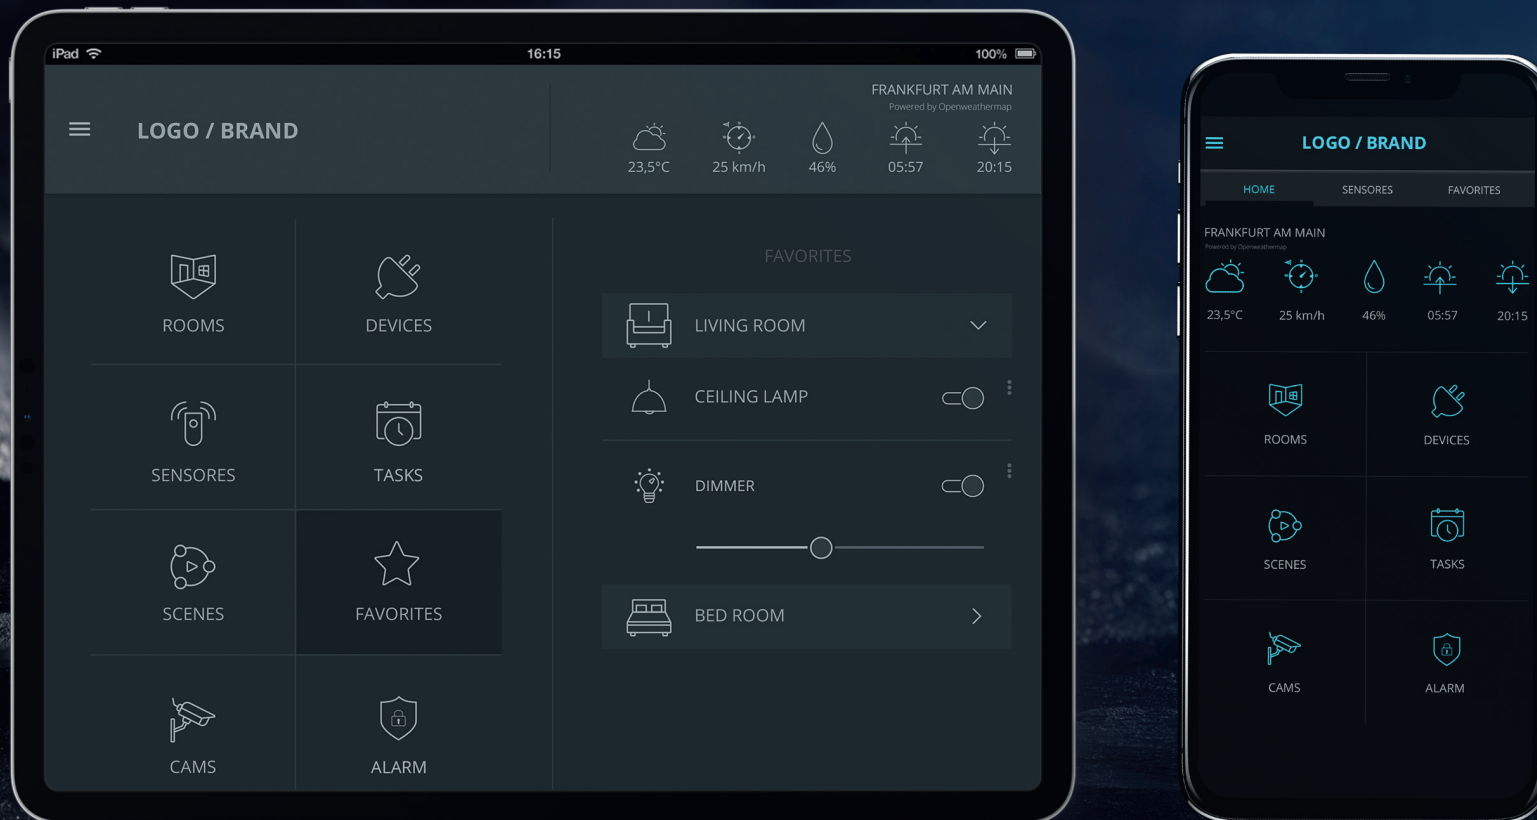 iPad
16:15
100%
LOGO / BRAND
FRANKFURT AM MAIN
Powered by Openweathermap
23,5°C 25 km/h 46% 05:57 20:15
ROOMS
DEVICES
SENSORES
TASKS
SCENES
FAVORITES
CAMS
ALARM
FAVORITES
LIVING ROOM
CEILING LAMP
DIMMER
BED ROOM
LOGO / BRAND
HOME SENSORES FAVORITES
FRANKFURT AM MAIN
Powered by Openweathermap
23,5°C 25 km/h 46% 05:57 20:15
ROOMS
DEVICES
SCENES
TASKS
CAMS
ALARM